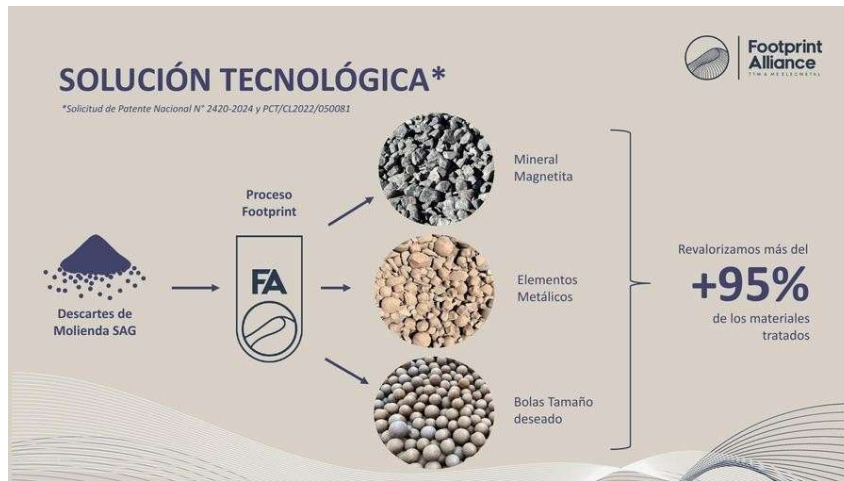 SOLUCIÓN TECNOLÓGICA*
*Solicitud de Patente Nacional N° 2420-2024 y PCT/CL2022/050081
Footprint
Alliance
Proceso
Footprint
FA
Descartes de
Molienda SAG
Mineral
Magnetita
Elementos
Metálicos
Bolas Tamaño
deseado
Revalorizamos más del
+95%
de los materiales
tratados